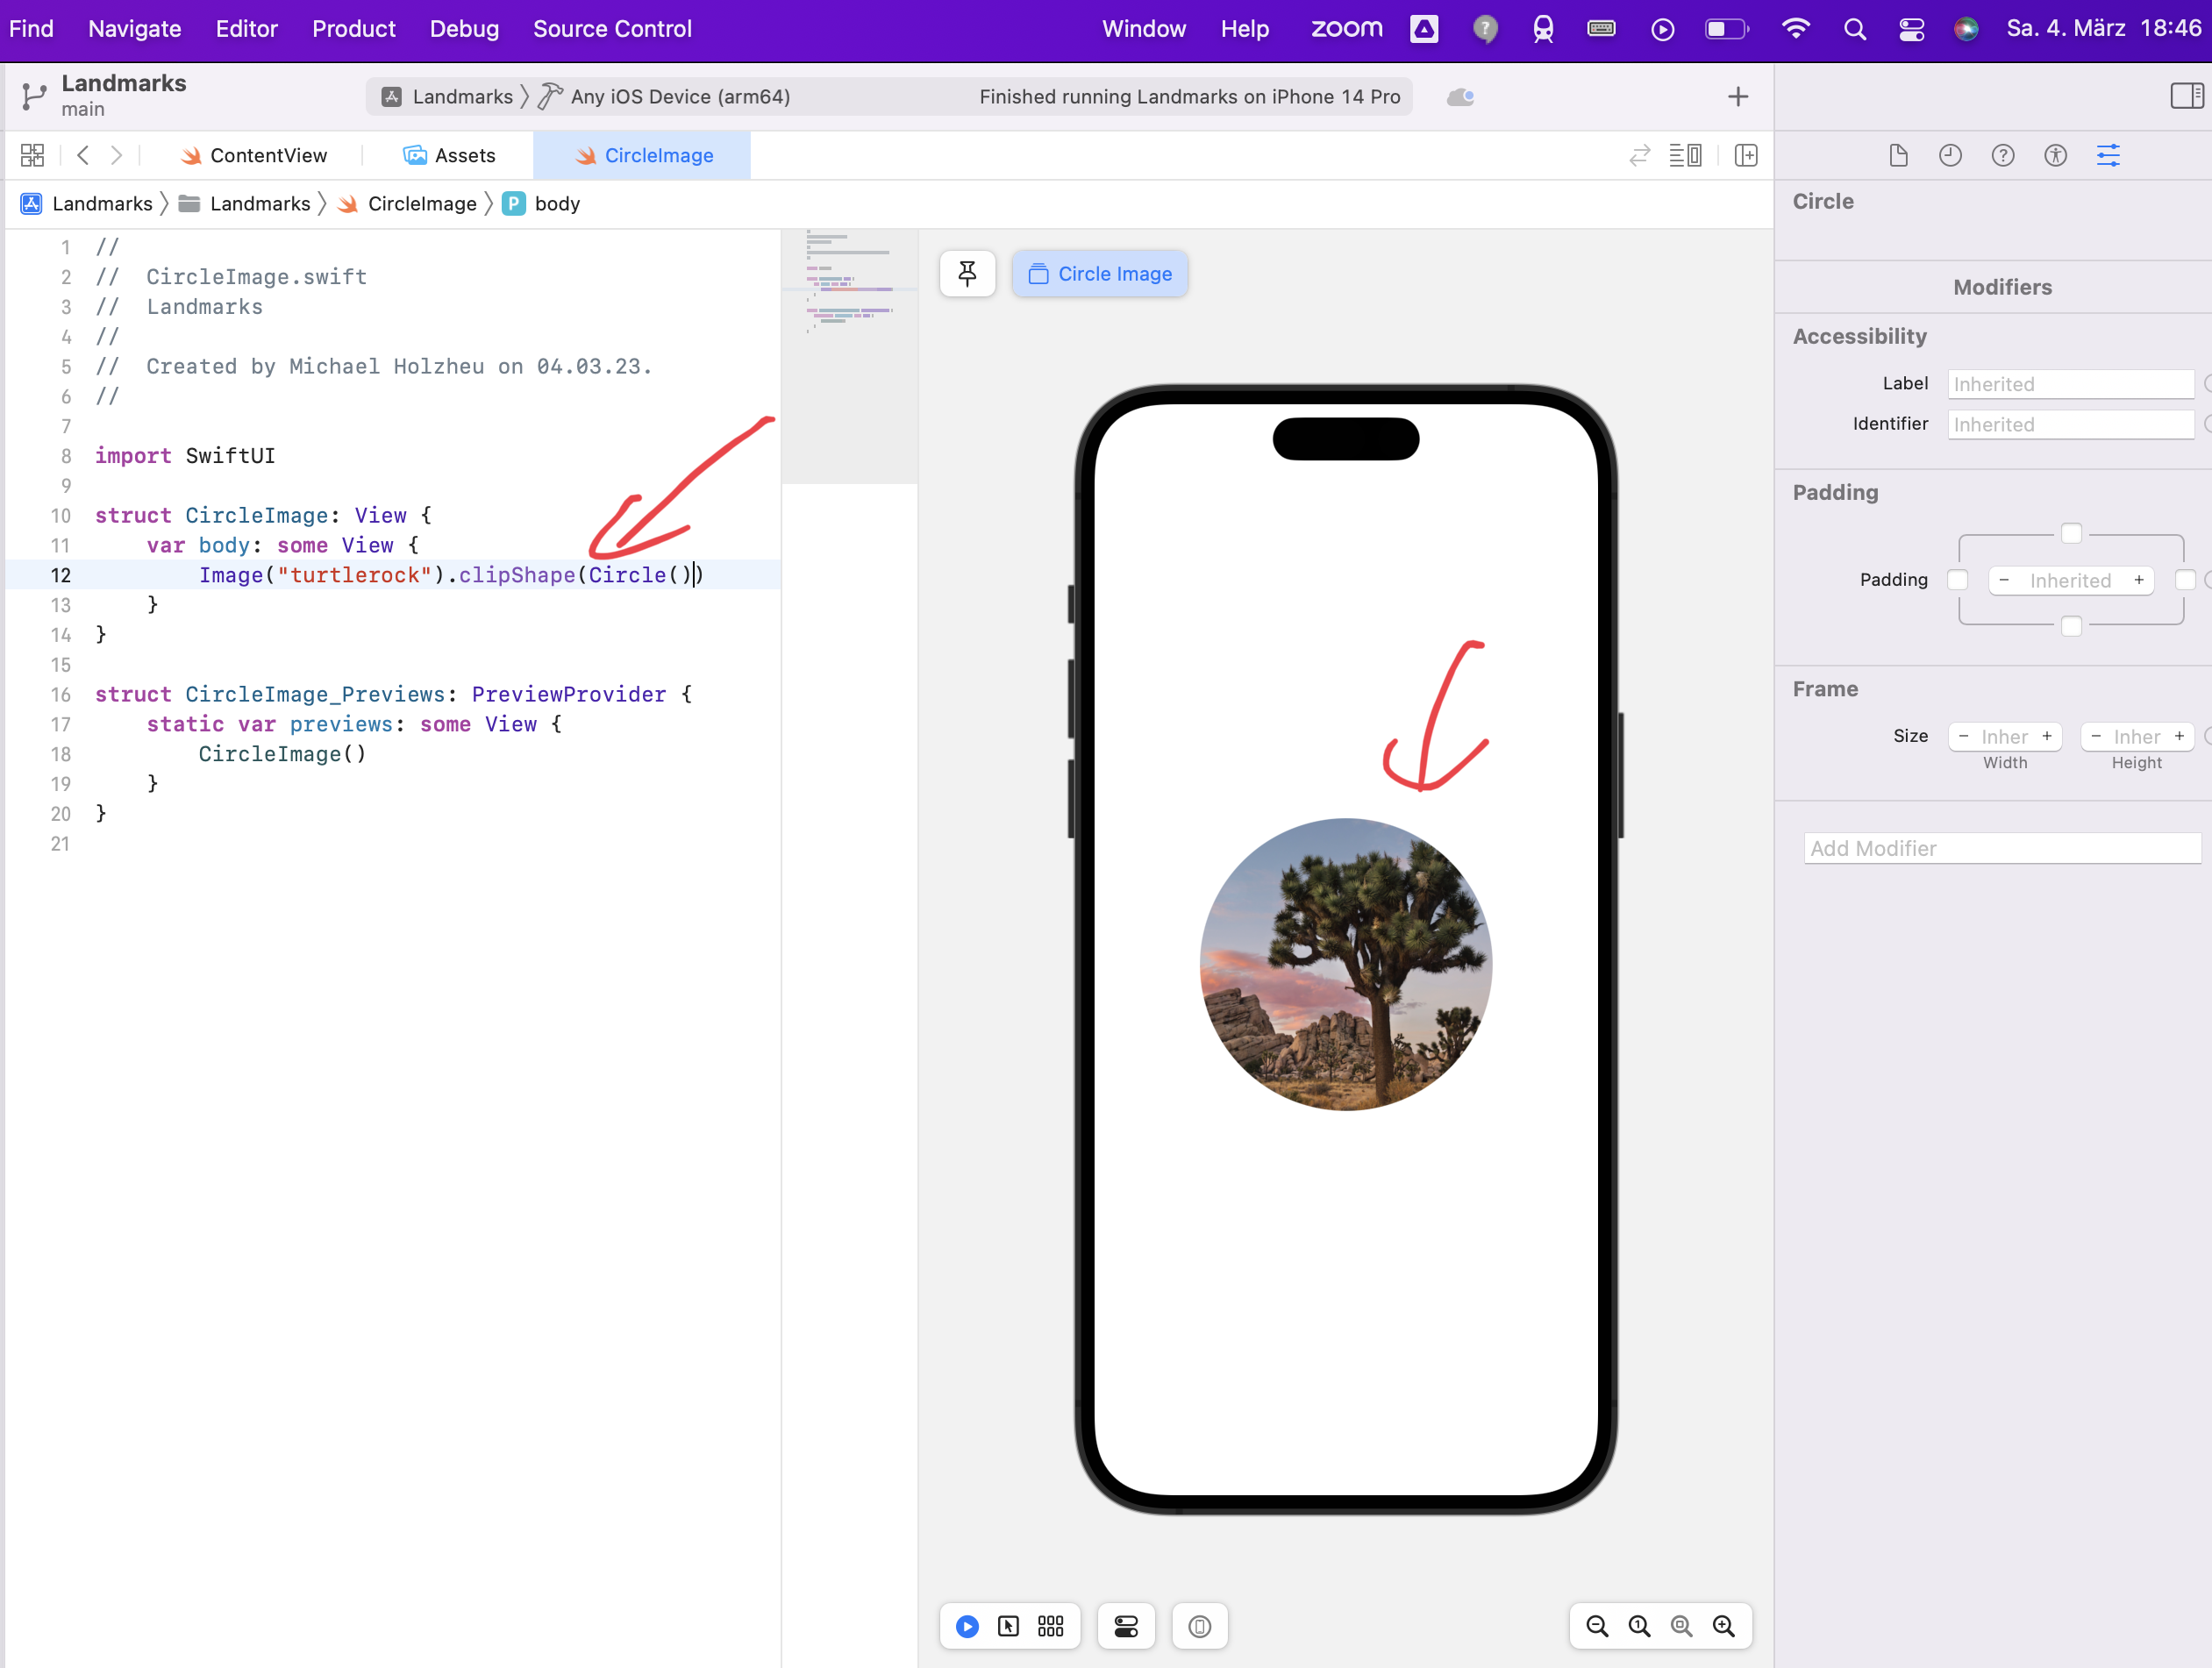 Find Navigate Editor Product Debug Source Control Window Help zoom Sa. 4. März 18:46
Landmarks
main
Landmarks Any iOS Device (arm64) Finished running Landmarks on iPhone 14 Pro
ContentView Assets CircleImage
Landmarks Landmarks CircleImage P body
1 //
2 // CircleImage.swift
3 // Landmarks
4 //
5 // Created by Michael Holzheu on 04.03.23.
6 //
7
8 import SwiftUI
9
10 struct CircleImage: View {
11 var body: some View {
12 Image("turtlerock").clipShape(Circle())
13 }
14 }
15
16 struct CircleImage_Previews: PreviewProvider {
17 static var previews: some View {
18 CircleImage()
19 }
20 }
21
Circle Image
Circle
Modifiers
Accessibility
Label Inherited
Identifier Inherited
Padding
Padding − Inherited +
Frame
Size − Inher + − Inher +
Width Height
Add Modifier